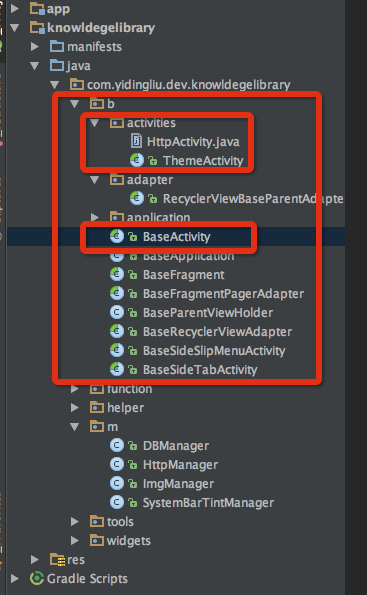 app
knowldegelibrary
manifests
java
com.yidingliu.dev.knowldegelibrary
b
activities
HttpActivity.java
ThemeActivity
adapter
RecyclerViewBaseParentAdapte
application
BaseActivity
BaseApplication
BaseFragment
BaseFragmentPagerAdapter
BaseParentViewHolder
BaseRecyclerViewAdapter
BaseSideSlipMenuActivity
BaseSideTabActivity
function
helper
m
DBManager
HttpManager
ImgManager
SystemBarTintManager
tools
widgets
res
Gradle Scripts